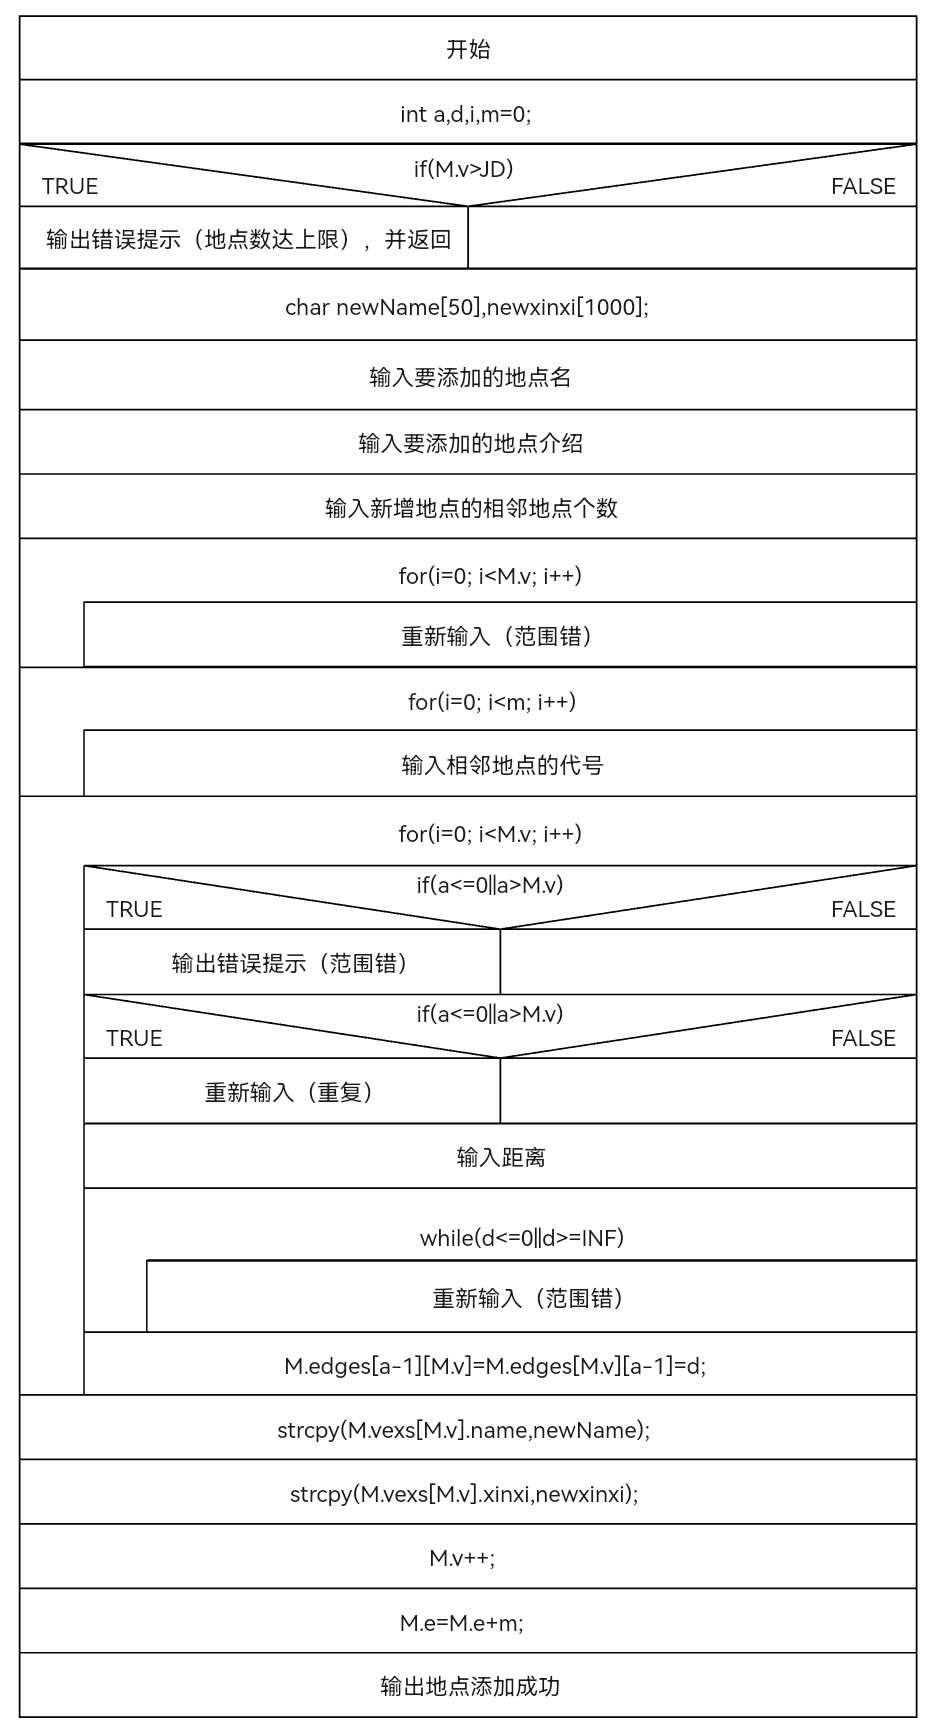 开始
int a,d,i,m=0;
if(M.v>JD)
TRUE
FALSE
输出错误提示（地点数达上限），并返回
char newName[50],newxinxi[1000];
输入要添加的地点名
输入要添加的地点介绍
输入新增地点的相邻地点个数
for(i=0; i<M.v; i++)
重新输入（范围错）
for(i=0; i<m; i++)
输入相邻地点的代号
for(i=0; i<M.v; i++)
if(a<=0||a>M.v)
TRUE
FALSE
输出错误提示（范围错）
if(a<=0||a>M.v)
TRUE
FALSE
重新输入（重复）
输入距离
while(d<=0||d>=INF)
重新输入（范围错）
M.edges[a-1][M.v]=M.edges[M.v][a-1]=d;
strcpy(M.vexs[M.v].name,newName);
strcpy(M.vexs[M.v].xinxi,newxinxi);
M.v++;
M.e=M.e+m;
输出地点添加成功